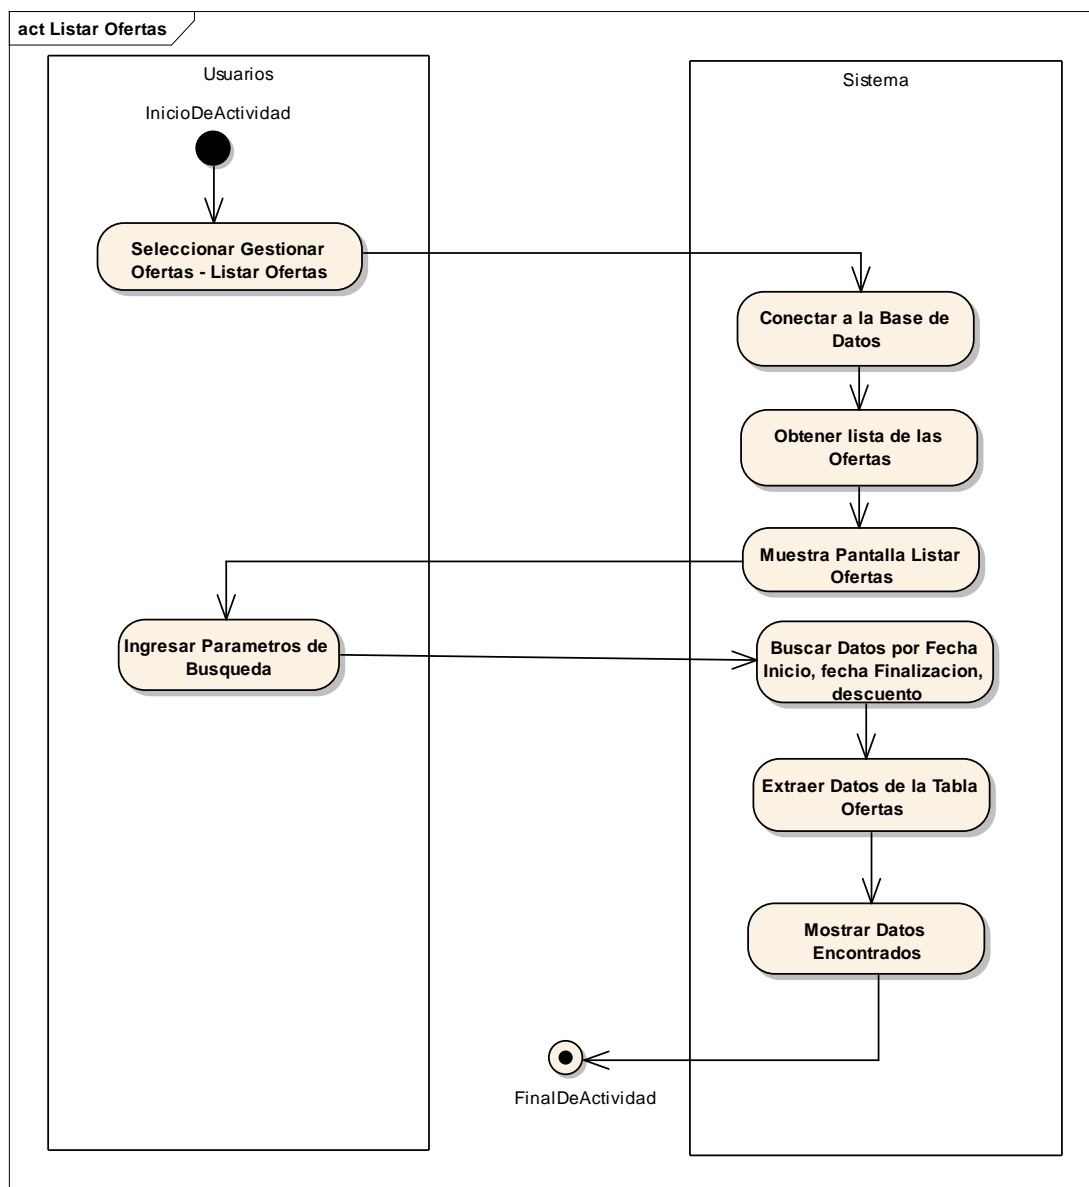 act Listar Ofertas
Usuarios
Sistema
InicioDeActividad
Seleccionar Gestionar
Ofertas - Listar Ofertas
Conectar a la Base de
Datos
Obtener lista de las
Ofertas
Muestra Pantalla Listar
Ofertas
Ingresar Parametros de
Busqueda
Buscar Datos por Fecha
Inicio, fecha Finalizacion,
descuento
Extraer Datos de la Tabla
Ofertas
Mostrar Datos
Encontrados
FinalDeActividad